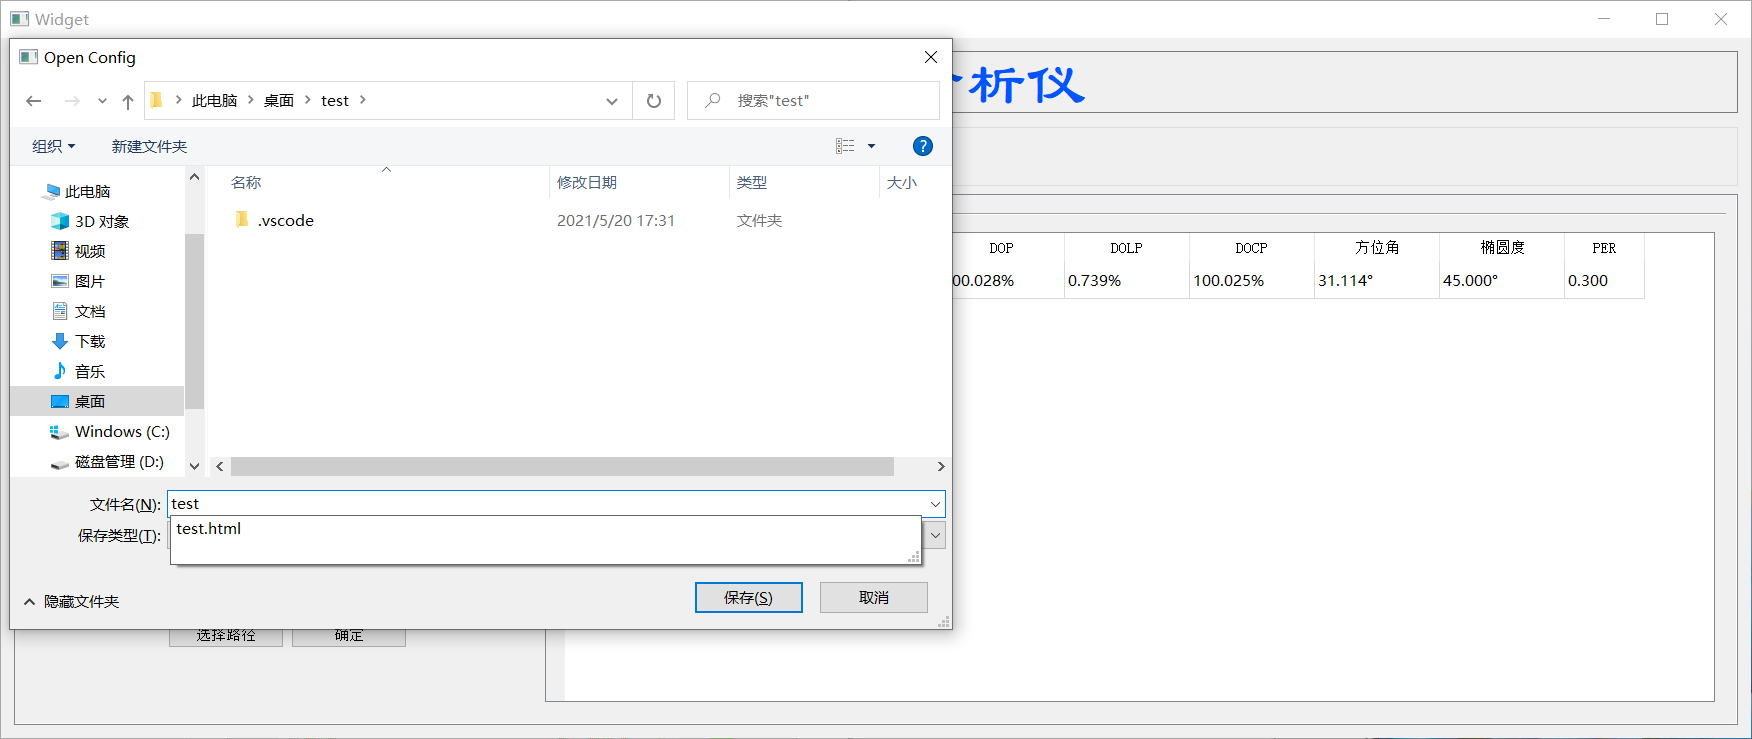 Widget
Open Config
析仪
此电脑 桌面 test
搜索"test"
组织 新建文件夹
?
名称 修改日期 类型 大小
.vscode 2021/5/20 17:31 文件夹
此电脑
3D 对象
视频
图片
文档
下载
音乐
桌面
Windows (C:)
磁盘管理 (D:)
DOP DOLP DOCP 方位角 椭圆度 PER
00.028% 0.739% 100.025% 31.114° 45.000° 0.300
文件名(N): test
保存类型(T):
test.html
隐藏文件夹
保存(S) 取消
选择路径 确定